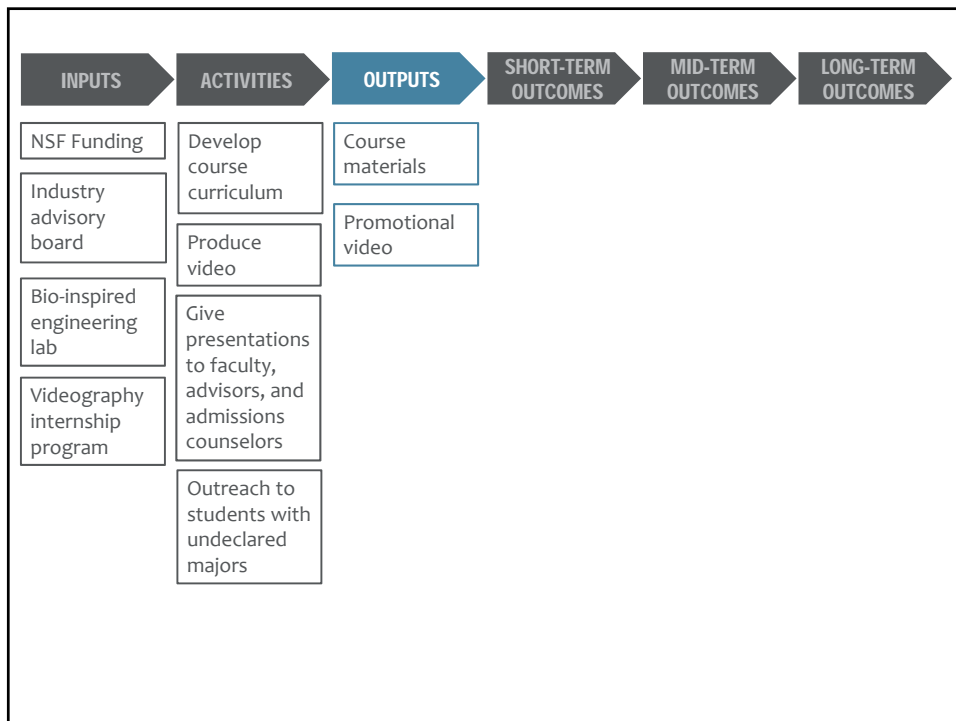 INPUTS
ACTIVITIES
OUTPUTS
SHORT-TERM
OUTCOMES
MID-TERM
OUTCOMES
LONG-TERM
OUTCOMES
NSF Funding
Industry
advisory
board
Bio-inspired
engineering
lab
Videography
internship
program
Develop
course
curriculum
Produce
video
Give
presentations
to faculty,
advisors, and
admissions
counselors
Outreach to
students with
undeclared
majors
Course
materials
Promotional
video